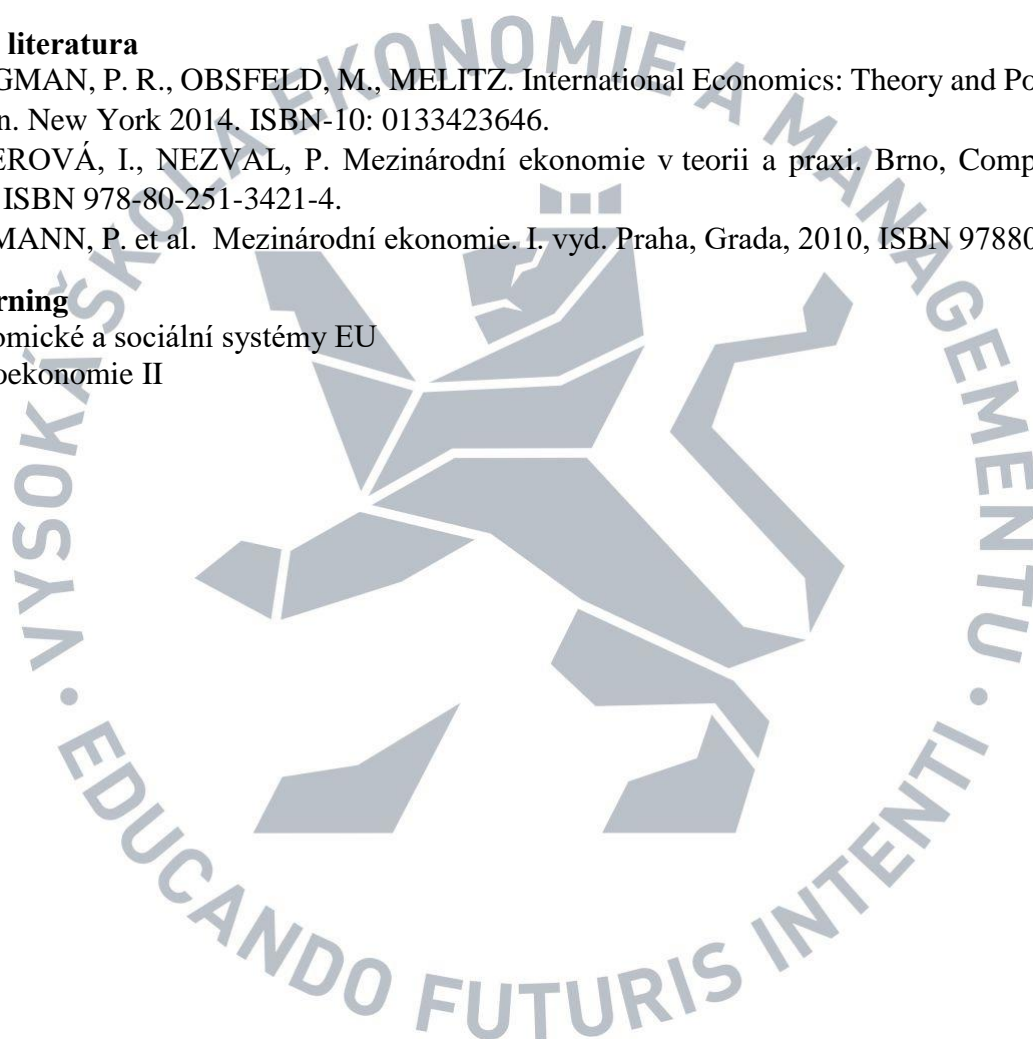 literatura
GMAN, P. R., OBSFELD, M., MELITZ. International Economics: Theory and Po
n. New York 2014. ISBN-10: 0133423646.
EROVÁ, I., NEZVAL, P. Mezinárodní ekonomie v teorii a praxi. Brno, Comp
ISBN 978-80-251-3421-4.
MANN, P. et al. Mezinárodní ekonomie. I. vyd. Praha, Grada, 2010, ISBN 97880
rning
omické a sociální systémy EU
oekonomie II
VYSOKÁ ŠKOLA EKONOMIE A MANAGEMENTU
• EDUCANDO FUTURIS INTENTI •